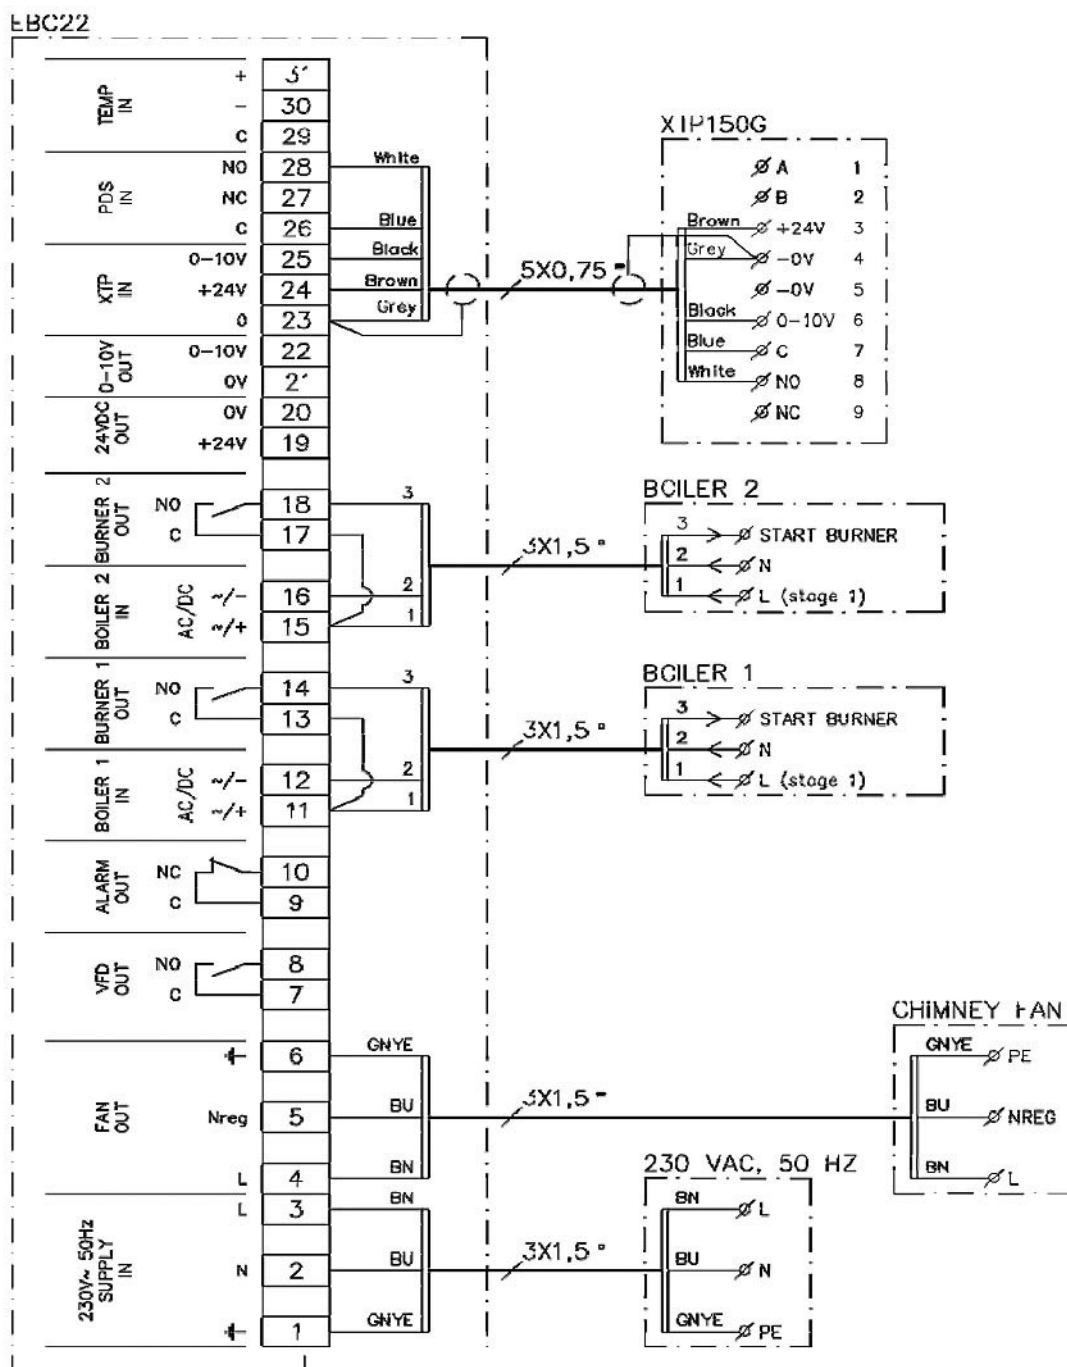 EBC22
TEMP IN
+ 31
- 30
C 29
PDS IN
NO 28 White
NC 27
C 26 Blue
XTP IN
0-10V 25 Black
+24V 24 Brown
0 23 Grey
5X0,75
0-10V OUT
0-10V 22
0V 21
24VDC OUT
0V 20
+24V 19
BURNER 2 OUT
NO 18 3
C 17
BOILER 2 IN
AC/DC
~/- 16 2
~/+ 15 1
3X1,5
BURNER 1 OUT
NO 14 3
C 13
BOILER 1 IN
AC/DC
~/- 12 2
~/+ 11 1
3X1,5
ALARM OUT
NC 10
C 9
VFD OUT
NO 8
C 7
FAN OUT
6 GNYE
Nreg 5 BU
L 4 BN
3X1,5
230V~ 50Hz SUPPLY IN
L 3 BN
N 2 BU
1 GNYE
3X1,5
XTP150G
A 1
B 2
Brown +24V 3
Grey -0V 4
-0V 5
Black 0-10V 6
Blue C 7
White NO 8
NC 9
BOILER 2
3 START BURNER
2 N
1 L (stage 1)
BOILER 1
3 START BURNER
2 N
1 L (stage 1)
CHIMNEY FAN
GNYE PE
BU NREG
BN L
230 VAC, 50 HZ
BN L
BU N
GNYE PE